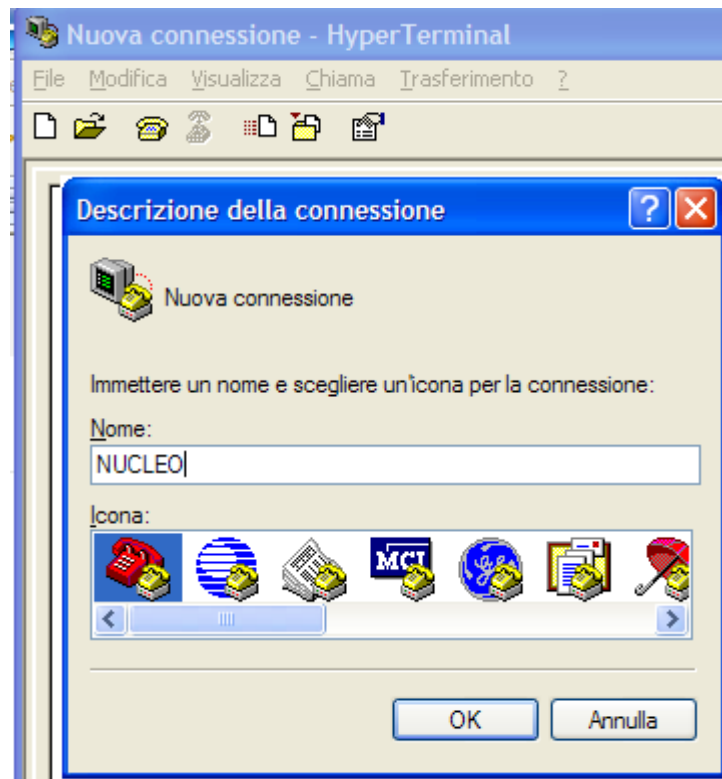 Nuova connessione - HyperTerminal
File Modifica Visualizza Chiama Trasferimento ?
Descrizione della connessione
Nuova connessione
Immettere un nome e scegliere un'icona per la connessione:
Nome:
NUCLEO
Icona:
MCI
OK Annulla